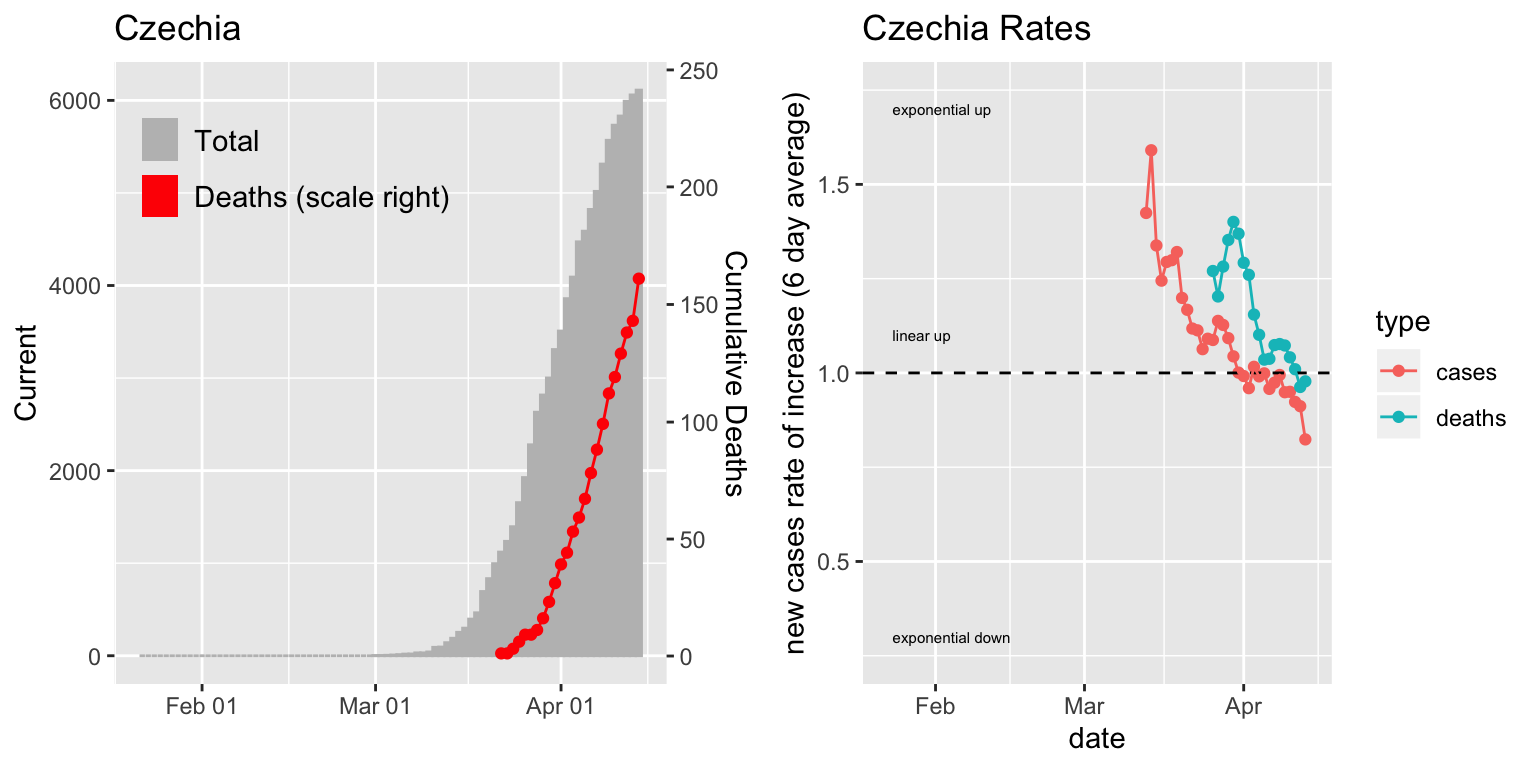 Czechia
Current
6000
4000
2000
0
Total
Deaths (scale right)
250
200
150
100
50
0
Cumulative Deaths
Feb 01
Mar 01
Apr 01
Czechia Rates
new cases rate of increase (6 day average)
1.5
1.0
0.5
exponential up
linear up
exponential down
Feb
Mar
Apr
date
type
cases
deaths